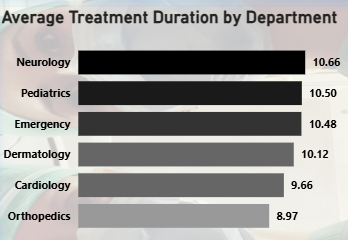 Average Treatment Duration by Department
Neurology 10.66
Pediatrics 10.50
Emergency 10.48
Dermatology 10.12
Cardiology 9.66
Orthopedics 8.97